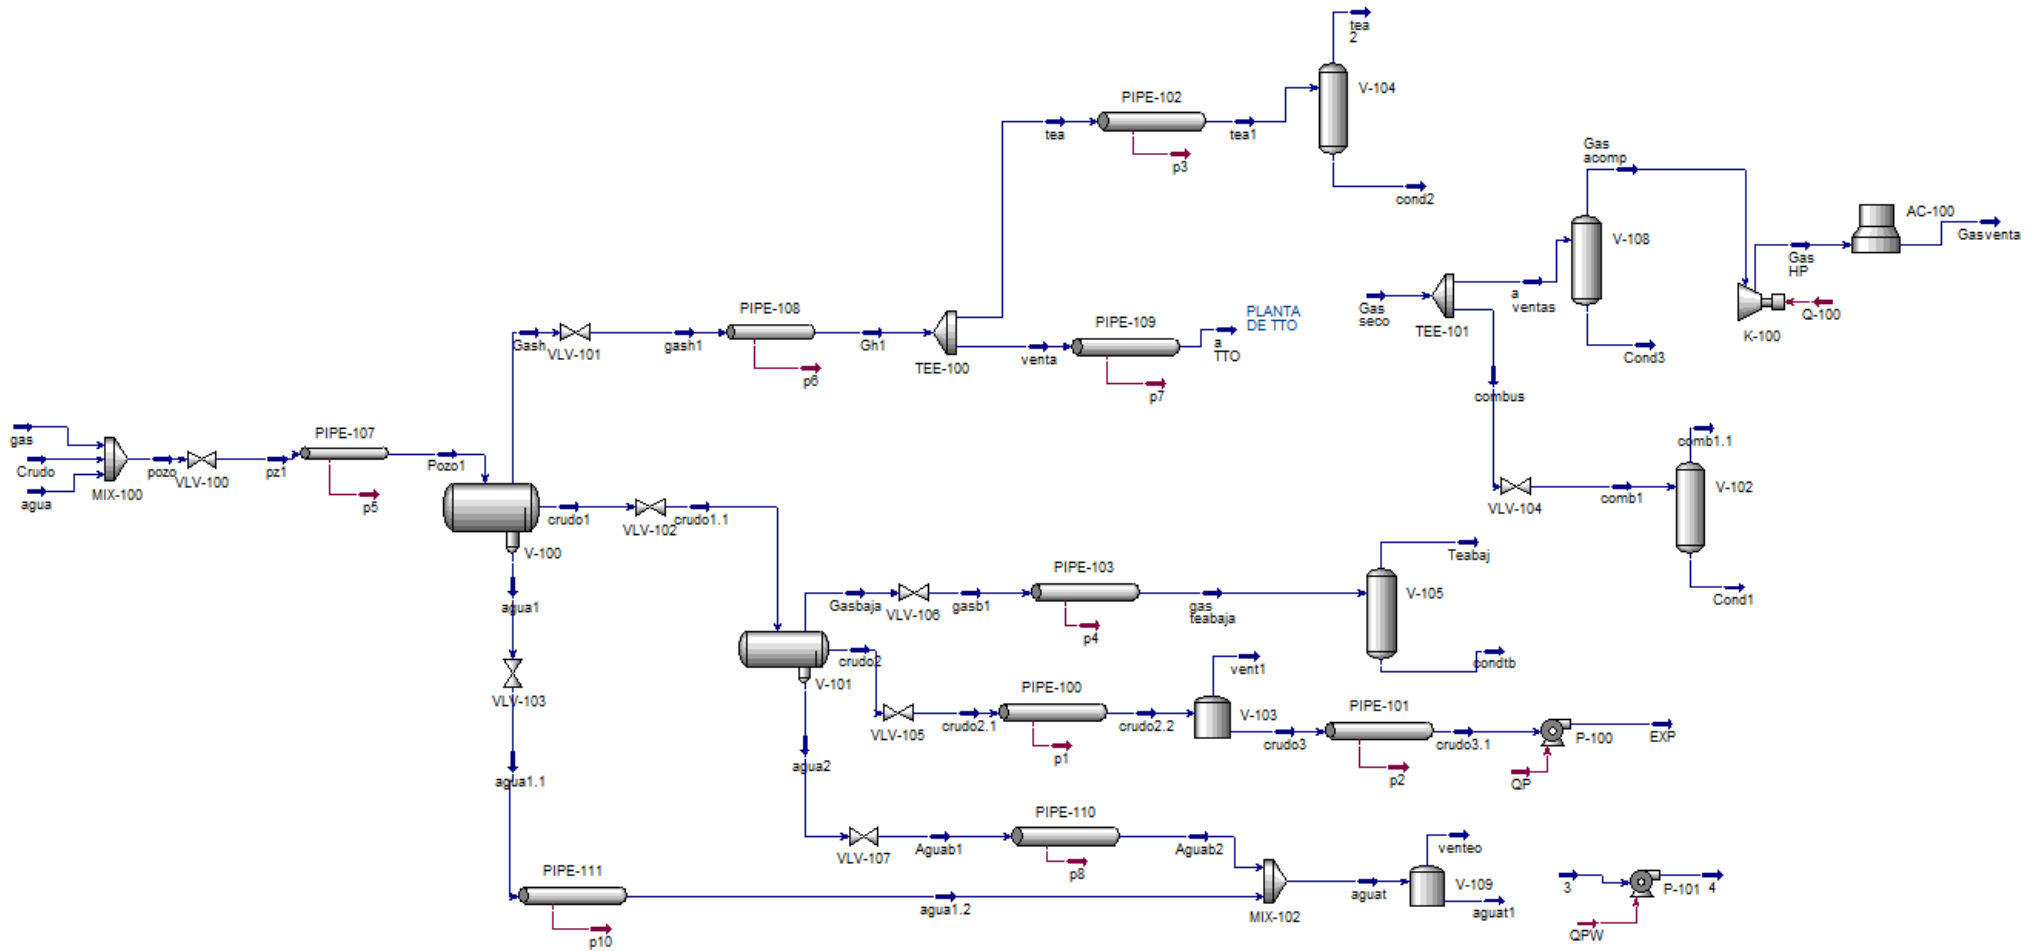 tea
2
V-104
PIPE-102
tea
tea1
p3
cond2
Gas
acomp
AC-100
Gasventa
V-108
Gas
HP
K-100
Q-100
Gas
seco
TEE-101
a
ventas
Cond3
combus
comb1.1
V-102
VLV-104
comb1
Cond1
PIPE-108
Gash
VLV-101
gash1
Gh1
p6
TEE-100
PIPE-109
venta
a
TTO
PLANTA
DE TTO
p7
gas
Crudo
agua
MIX-100
pozo
VLV-100
pz1
PIPE-107
p5
Pozo1
V-100
crudo1
VLV-102
crudo1.1
agua1
VLV-103
agua1.1
Gasbaja
VLV-106
gasb1
PIPE-103
p4
gas
teabaja
Teabaj
V-105
condtb
V-101
crudo2
VLV-105
crudo2.1
PIPE-100
p1
crudo2.2
vent1
V-103
crudo3
PIPE-101
p2
crudo3.1
P-100
QP
EXP
agua2
VLV-107
Aguab1
PIPE-110
p8
Aguab2
PIPE-111
p10
agua1.2
MIX-102
aguat
venteo
V-109
aguat1
3
P-101
4
QPW